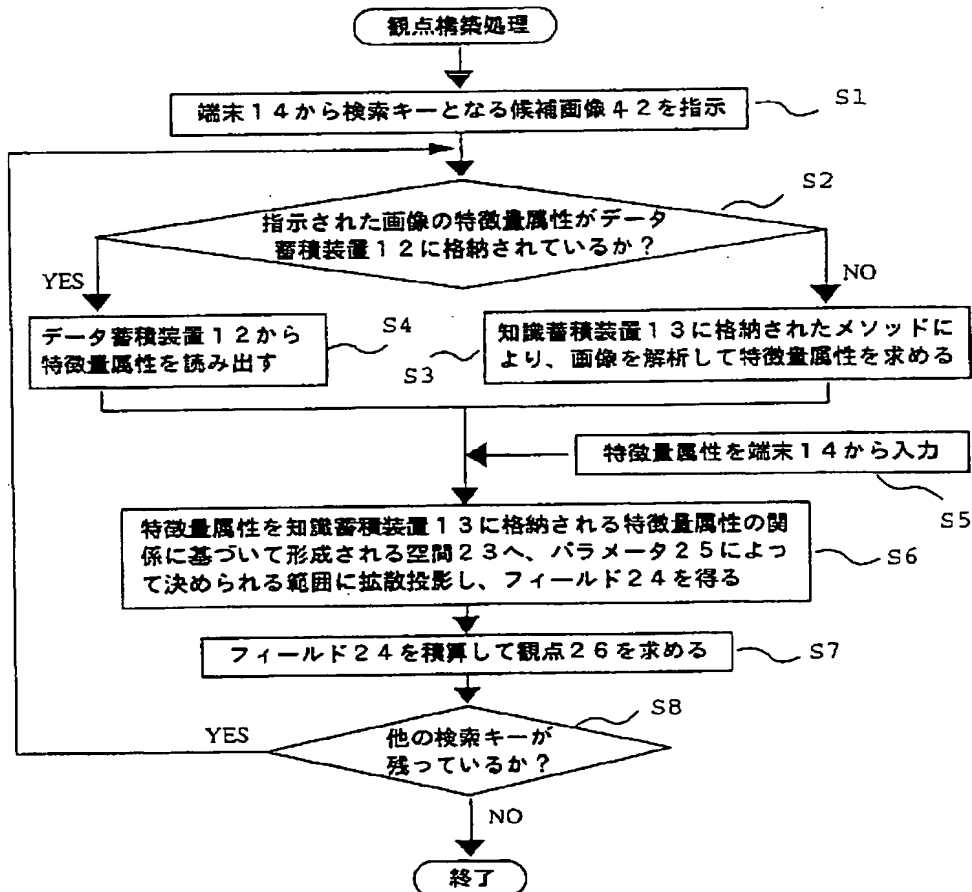 観点構築処理
端末14から検索キーとなる候補画像42を指示
S1
S2
指示された画像の特徴量属性がデータ
蓄積装置12に格納されているか？
YES
NO
データ蓄積装置12から
特徴量属性を読み出す
S4
S3
知識蓄積装置13に格納されたメソッドに
より、画像を解析して特徴量属性を求める
特徴量属性を端末14から入力
S5
特徴量属性を知識蓄積装置13に格納される特徴量属性の関
係に基づいて形成される空間23へ、パラメータ25によっ
て決められる範囲に拡散投影し、フィールド24を得る
S6
フィールド24を積算して観点26を求める
S7
S8
他の検索キーが
残っているか？
YES
NO
終了